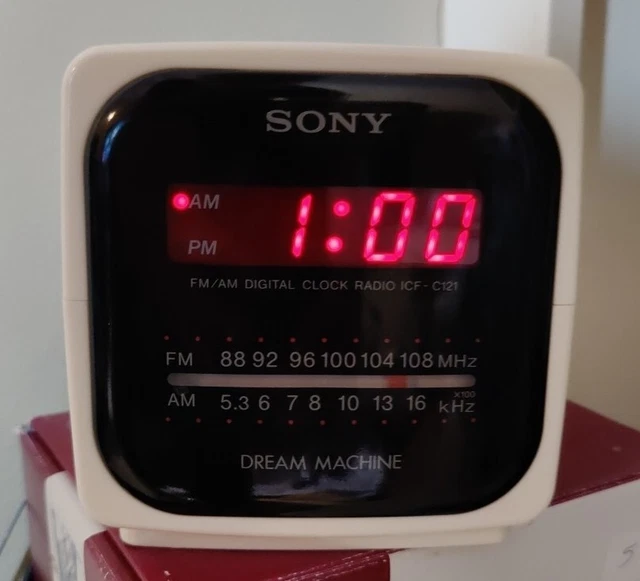 SONY
AM 1:00
PM
FM/AM DIGITAL CLOCK RADIO ICF-C121
FM 88 92 96 100 104 108 MHz
AM 5.3 6 7 8 10 13 16 X100 kHz
DREAM MACHINE